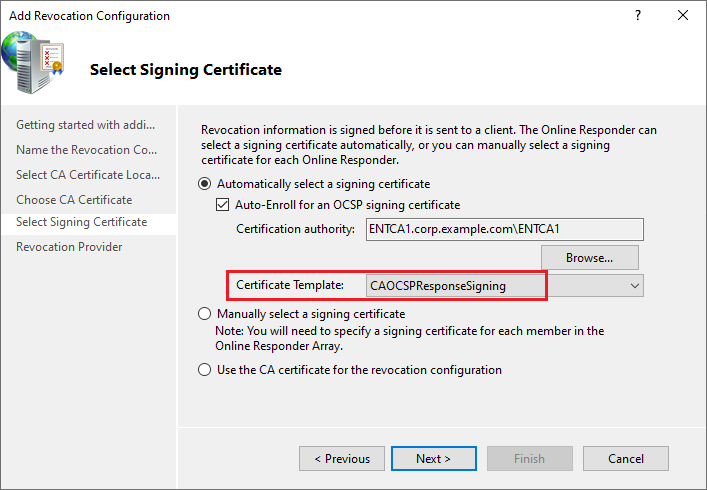 Add Revocation Configuration
?
Select Signing Certificate
Getting started with addi...
Name the Revocation Co...
Select CA Certificate Loca...
Choose CA Certificate
Select Signing Certificate
Revocation Provider
Revocation information is signed before it is sent to a client. The Online Responder can
select a signing certificate automatically, or you can manually select a signing
certificate for each Online Responder.
Automatically select a signing certificate
Auto-Enroll for an OCSP signing certificate
Certification authority: ENTCA1.corp.example.com\ENTCA1
Browse...
Certificate Template: CAOCSPResponseSigning
Manually select a signing certificate
Note: You will need to specify a signing certificate for each member in the
Online Responder Array.
Use the CA certificate for the revocation configuration
< Previous Next > Finish Cancel